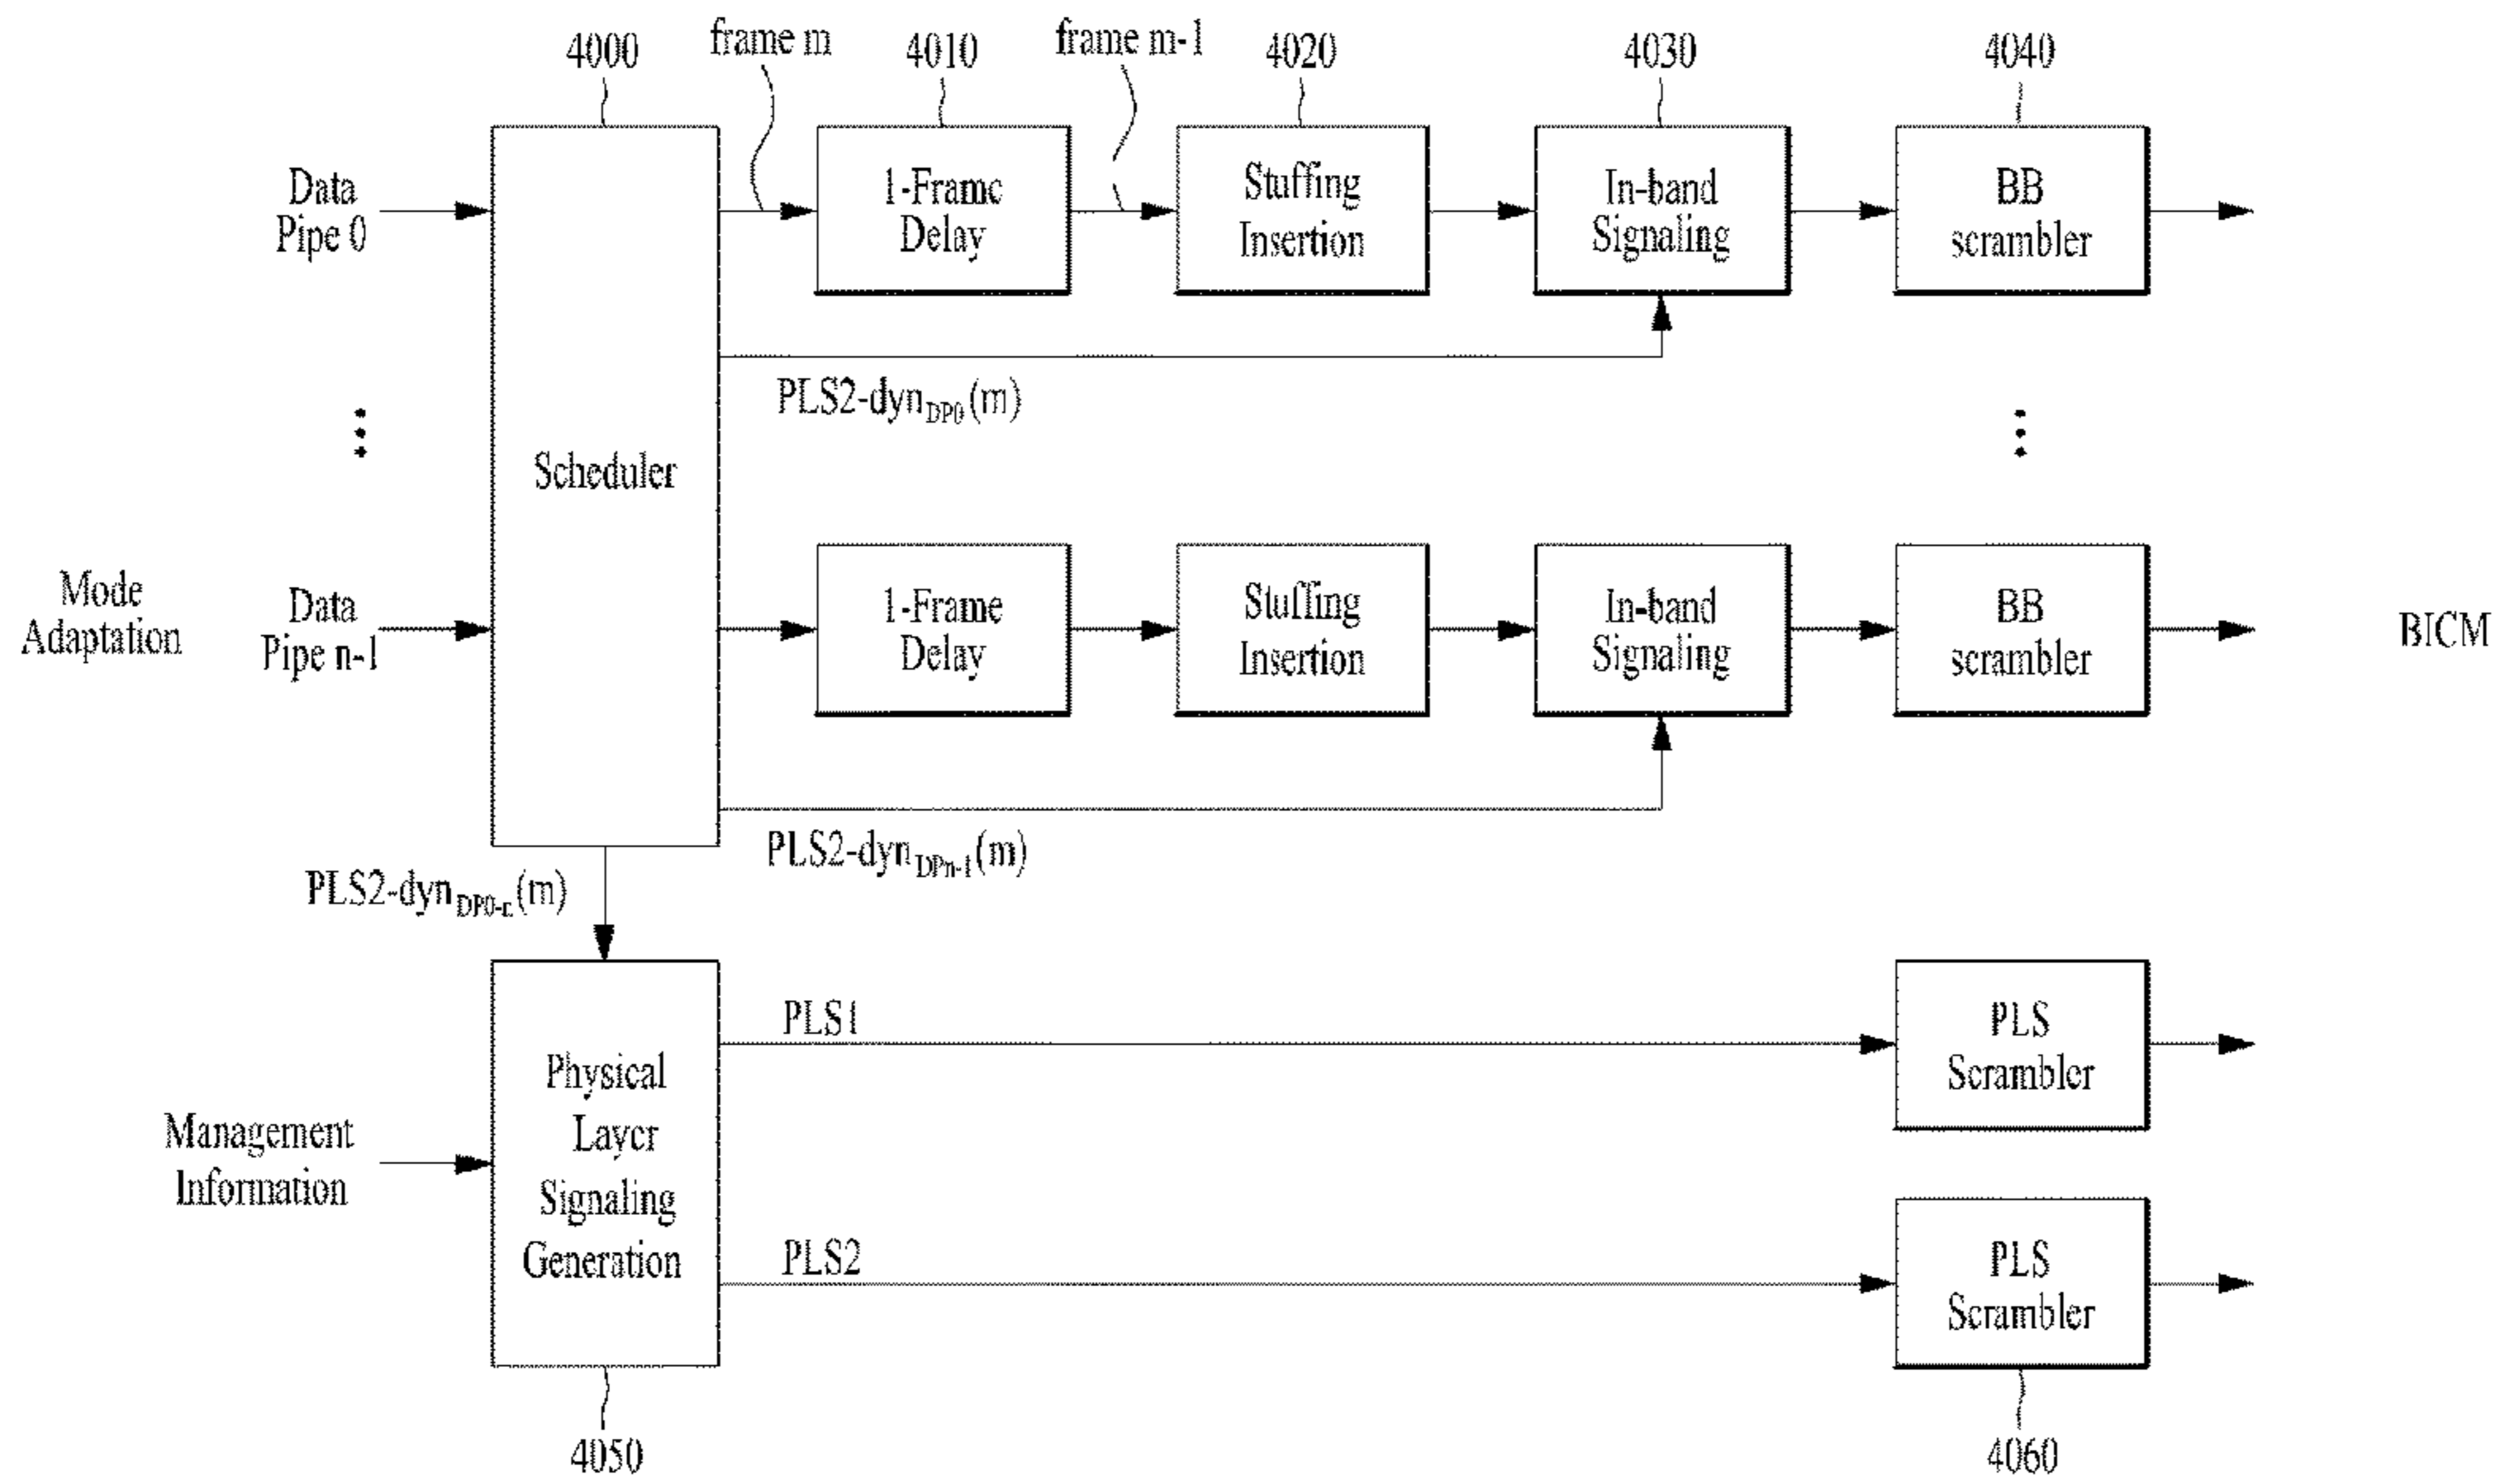 4000
frame m
4010
frame m-1
4020
4030
4040
Data
Pipe 0
1-Frame
Delay
Stuffing
Insertion
In-band
Signaling
BB
scrambler
PLS2-dynDP0(m)
Scheduler
Mode
Adaptation
Data
Pipe n-1
1-Frame
Delay
Stuffing
Insertion
In-band
Signaling
BB
scrambler
BICM
PLS2-dynDPn-1(m)
PLS2-dynDP0-n(m)
Management
Information
Physical
Layer
Signaling
Generation
PLS1
PLS
Scrambler
PLS2
PLS
Scrambler
4050
4060